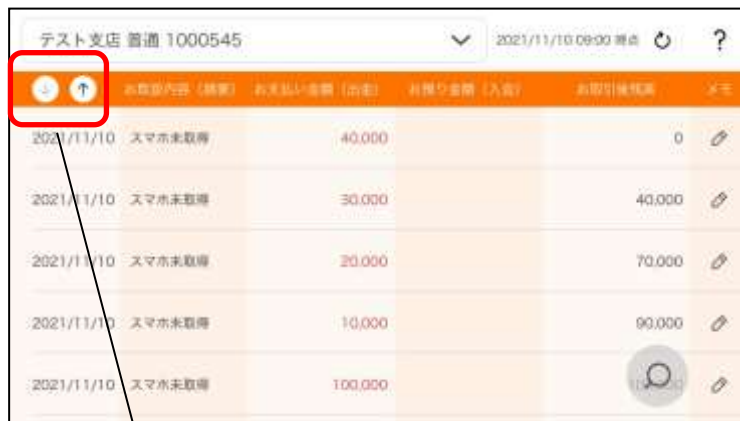 テスト支店 普通 1000545
2021/11/10 09:00 時点 ?
↓ ↑ お取扱内容（摘要） お支払い金額（出金） お預り金額（入金） お取引後残高 メモ
2021/11/10 スマホ未取得 40,000 0
2021/11/10 スマホ未取得 30,000 40,000
2021/11/10 スマホ未取得 20,000 70,000
2021/11/10 スマホ未取得 10,000 90,000
2021/11/10 スマホ未取得 100,000